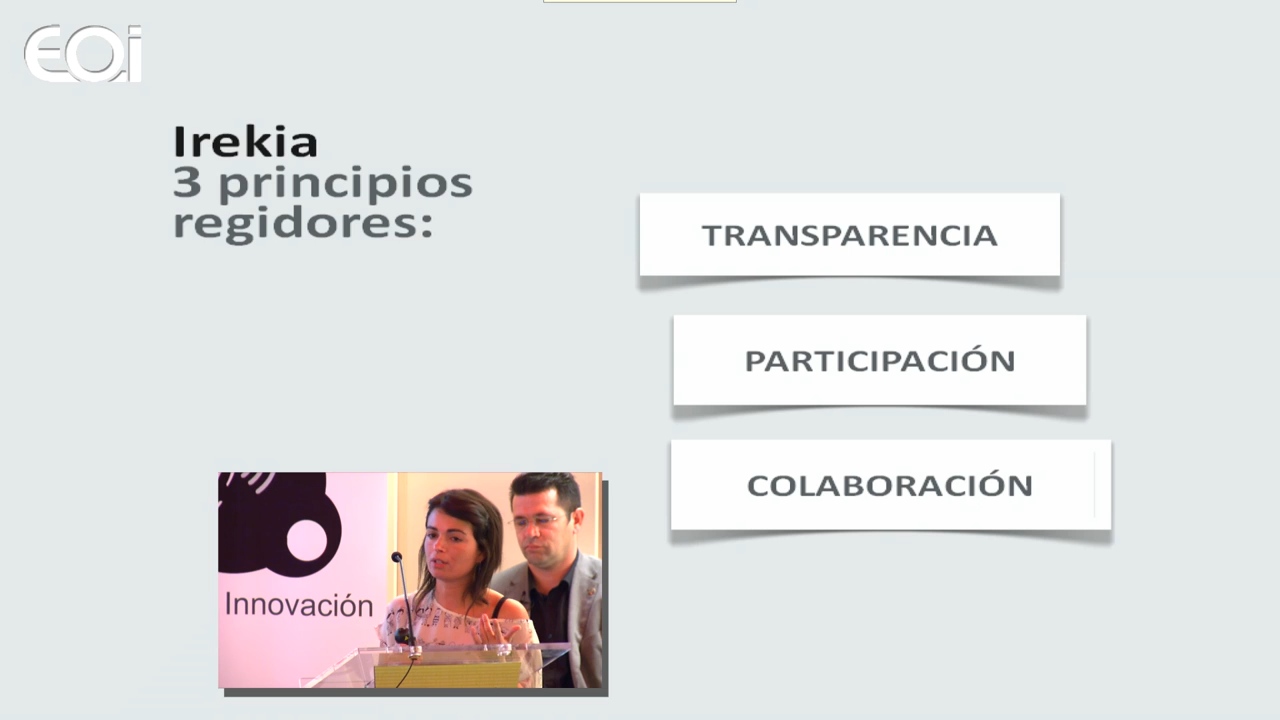 EOi
Irekia
3 principios
regidores:
TRANSPARENCIA
PARTICIPACIÓN
COLABORACIÓN
Innovación